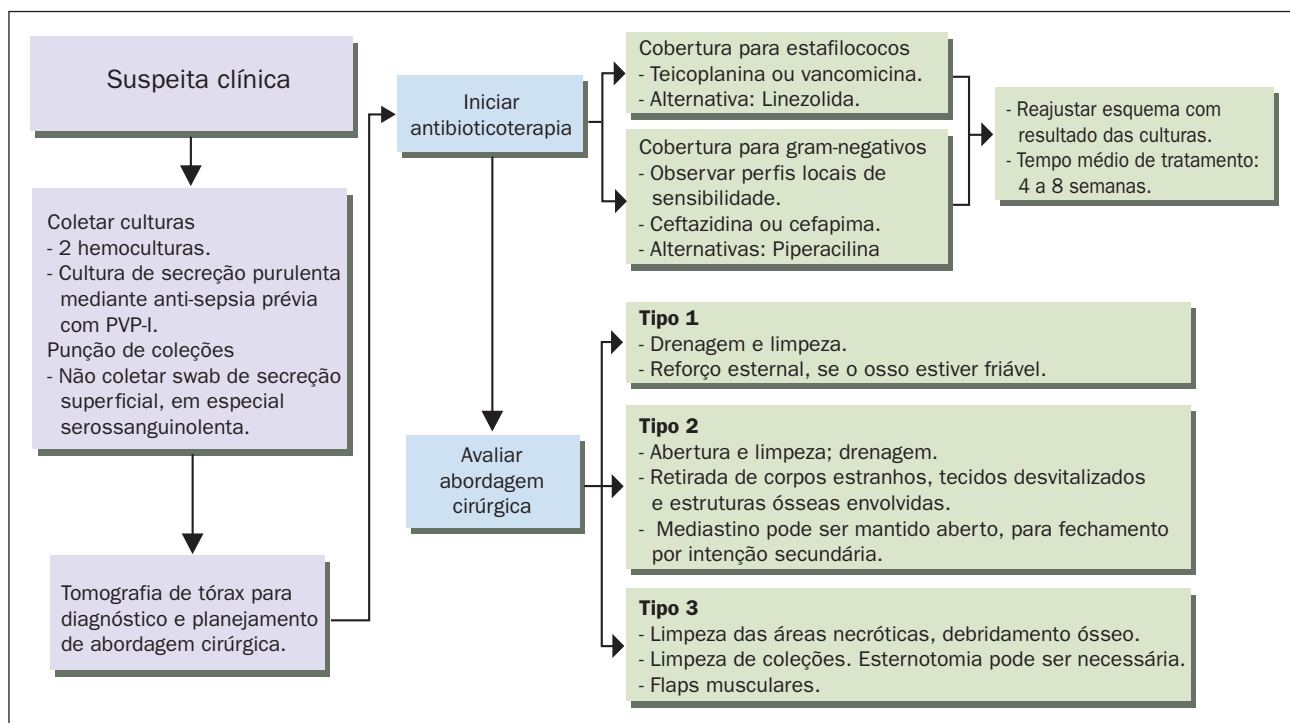 Suspeita clínica
Coletar culturas
- 2 hemoculturas.
- Cultura de secreção purulenta
mediante anti-sepsia prévia
com PVP-I.
Punção de coleções
- Não coletar swab de secreção
superficial, em especial
serossanguinolenta.
Tomografia de tórax para
diagnóstico e planejamento
de abordagem cirúrgica.
Iniciar
antibioticoterapia
Cobertura para estafilococos
- Teicoplanina ou vancomicina.
- Alternativa: Linezolida.
Cobertura para gram-negativos
- Observar perfis locais de
sensibilidade.
- Ceftazidina ou cefapima.
- Alternativas: Piperacilina
- Reajustar esquema com
resultado das culturas.
- Tempo médio de tratamento:
4 a 8 semanas.
Avaliar
abordagem
cirúrgica
Tipo 1
- Drenagem e limpeza.
- Reforço esternal, se o osso estiver friável.
Tipo 2
- Abertura e limpeza; drenagem.
- Retirada de corpos estranhos, tecidos desvitalizados
e estruturas ósseas envolvidas.
- Mediastino pode ser mantido aberto, para fechamento
por intenção secundária.
Tipo 3
- Limpeza das áreas necróticas, debridamento ósseo.
- Limpeza de coleções. Esternotomia pode ser necessária.
- Flaps musculares.